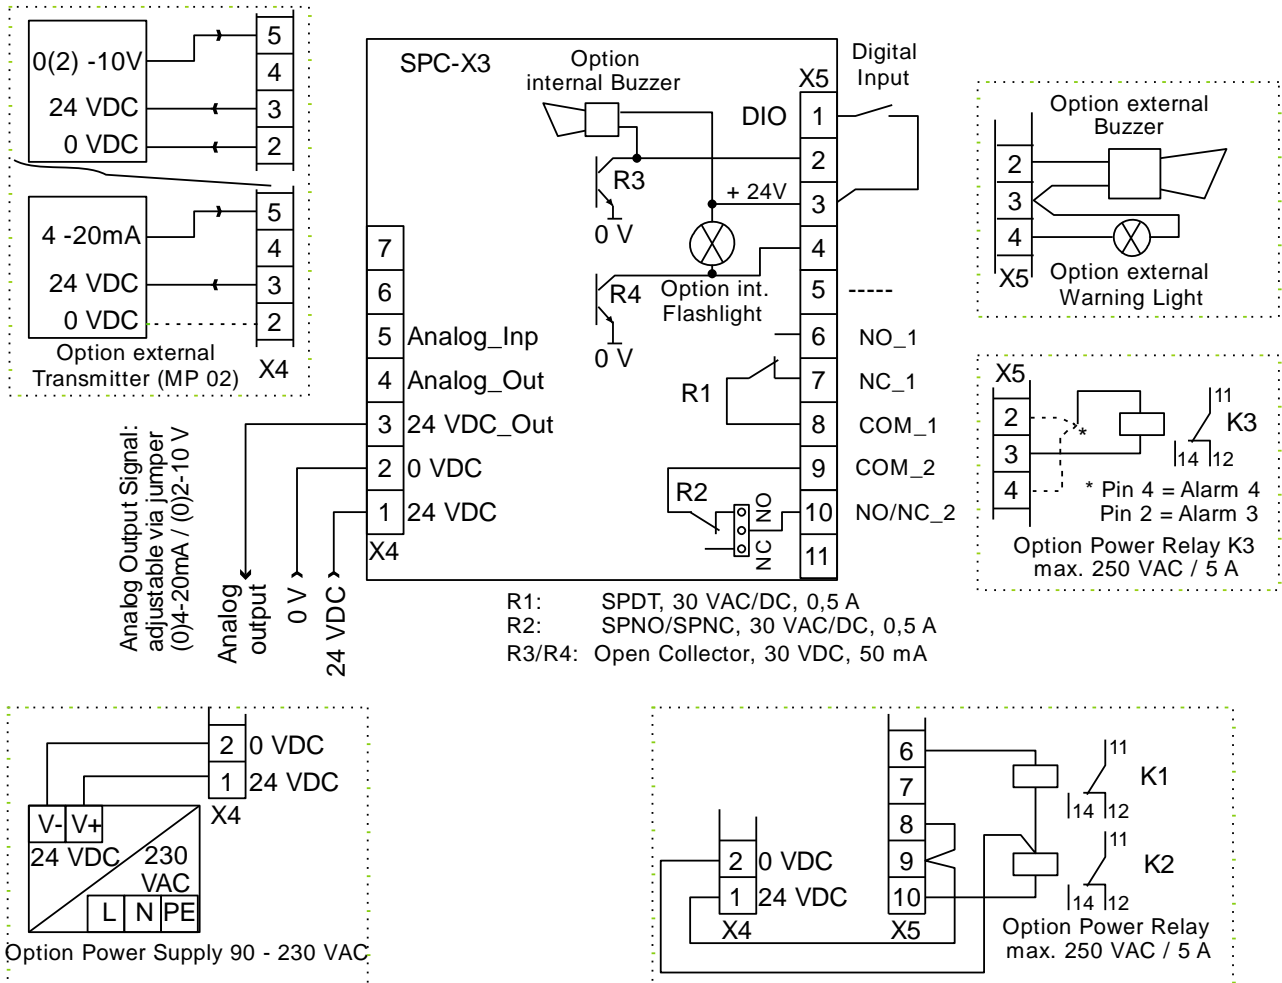 0(2) -10V
24 VDC
0 VDC
5
4
3
2
4 -20mA
24 VDC
0 VDC
5
4
3
2
Option external
Transmitter (MP 02)
X4
SPC-X3
Option
internal Buzzer
Digital
Input
X5
DIO
R3
0 V
+ 24V
R4
0 V
Option int.
Flashlight
1
2
3
4
5
6
7
8
9
10
11
-----
NO_1
NC_1
COM_1
COM_2
NO/NC_2
R1
R2
NO
NC
7
6
5 Analog_Inp
4 Analog_Out
3 24 VDC_Out
2 0 VDC
1 24 VDC
X4
Analog Output Signal:
adjustable via jumper
(0)4-20mA / (0)2-10 V
Analog
output
0 V
24 VDC
R1: SPDT, 30 VAC/DC, 0,5 A
R2: SPNO/SPNC, 30 VAC/DC, 0,5 A
R3/R4: Open Collector, 30 VDC, 50 mA
Option external
Buzzer
2
3
4
X5
Option external
Warning Light
X5
2
3
4
*
11
K3
14 12
* Pin 4 = Alarm 4
Pin 2 = Alarm 3
Option Power Relay K3
max. 250 VAC / 5 A
2 0 VDC
1 24 VDC
X4
V- V+
24 VDC
230
VAC
L N PE
Option Power Supply 90 - 230 VAC
2 0 VDC
1 24 VDC
X4
6
7
8
9
10
X5
11
K1
14 12
11
K2
14 12
Option Power Relay
max. 250 VAC / 5 A